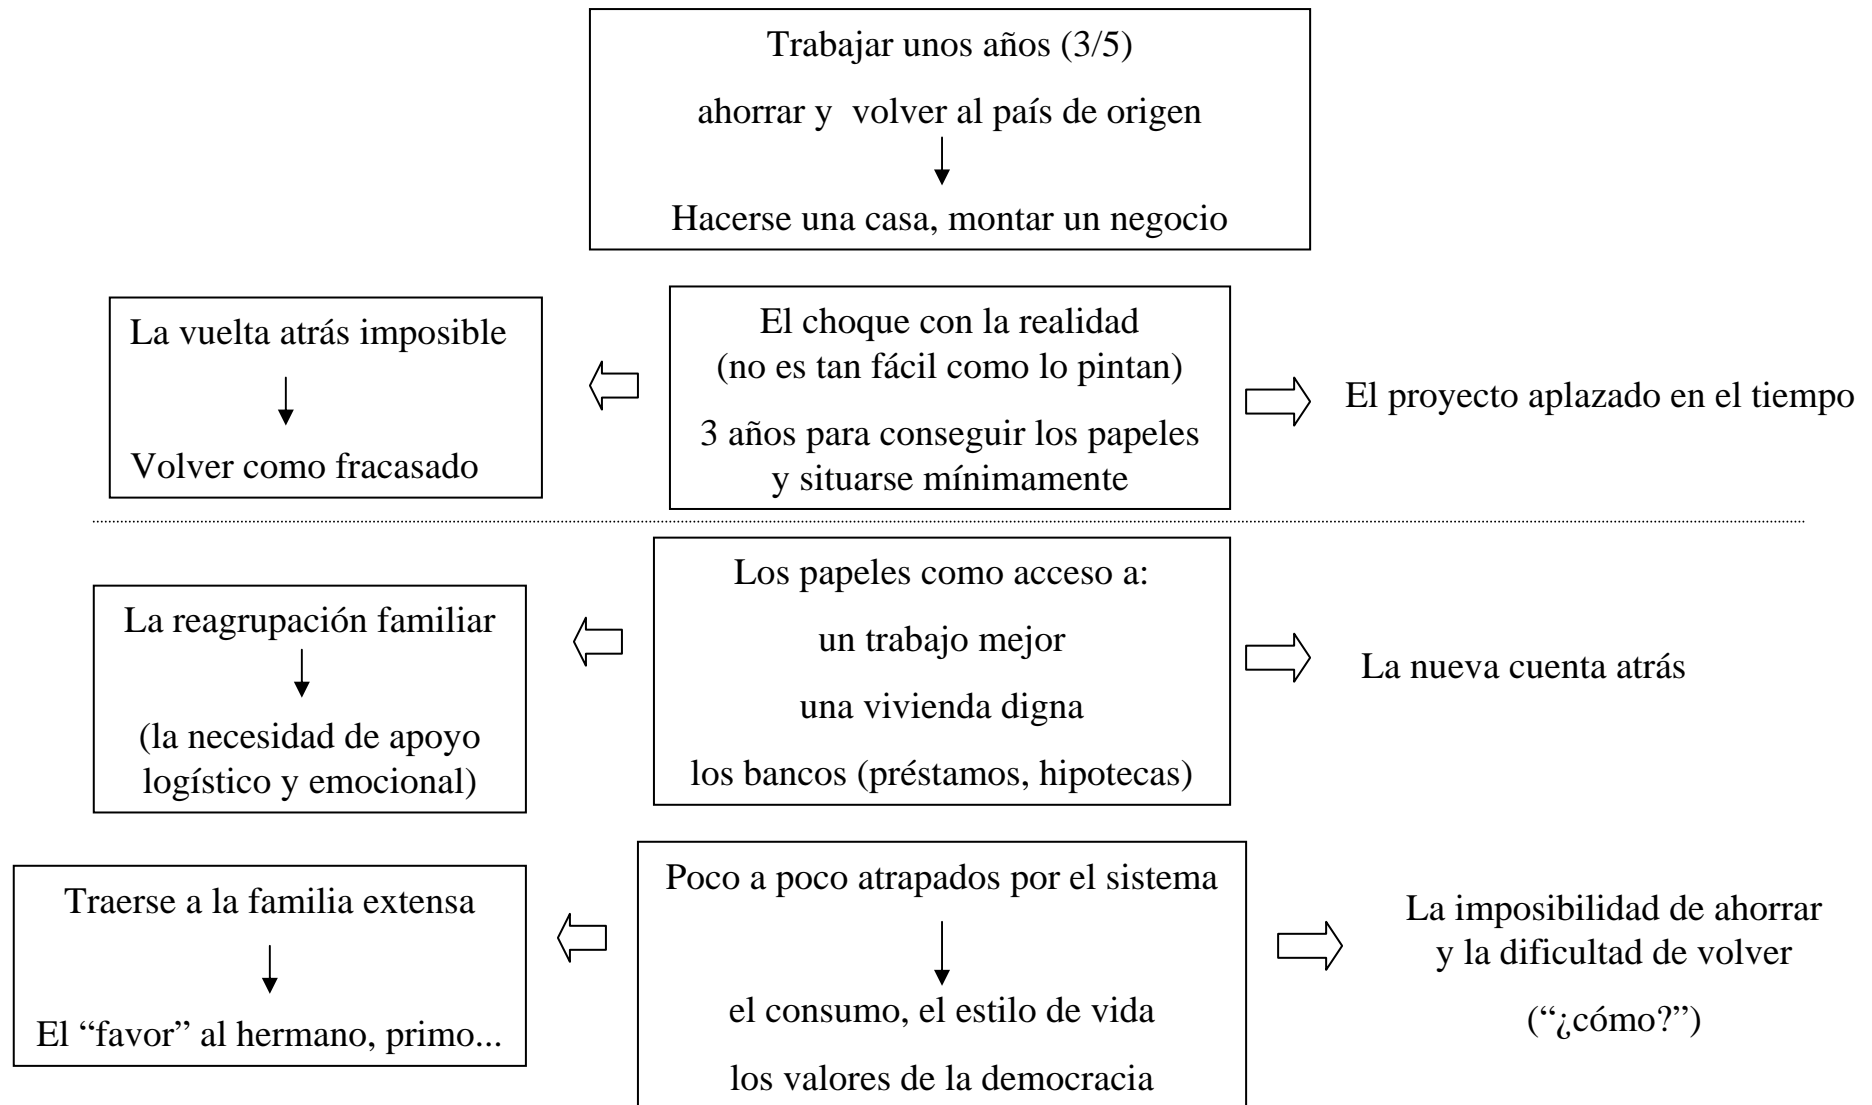 Trabajar unos años (3/5)
ahorrar y volver al país de origen
Hacerse una casa, montar un negocio
La vuelta atrás imposible
Volver como fracasado
El choque con la realidad
(no es tan fácil como lo pintan)
3 años para conseguir los papeles
y situarse mínimamente
El proyecto aplazado en el tiempo
La reagrupación familiar
(la necesidad de apoyo
logístico y emocional)
Los papeles como acceso a:
un trabajo mejor
una vivienda digna
los bancos (préstamos, hipotecas)
La nueva cuenta atrás
Traerse a la familia extensa
El “favor” al hermano, primo...
Poco a poco atrapados por el sistema
el consumo, el estilo de vida
los valores de la democracia
La imposibilidad de ahorrar
y la dificultad de volver
(“¿cómo?”)